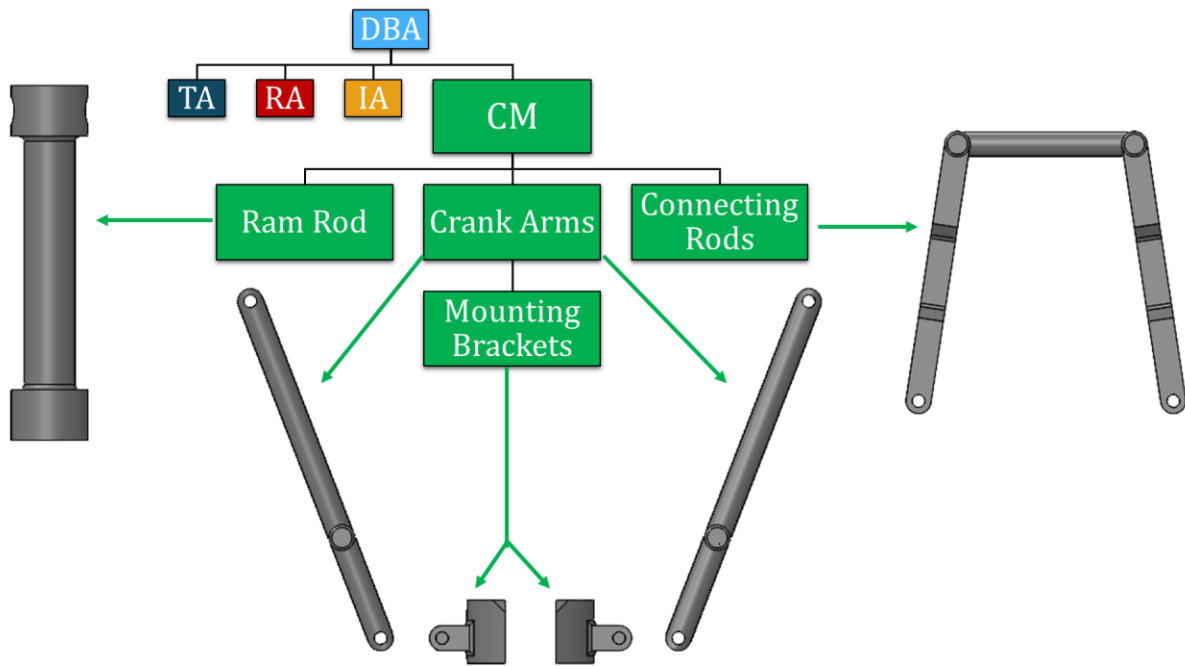 DBA
TA
RA
IA
CM
Ram Rod
Crank Arms
Connecting
Rods
Mounting
Brackets